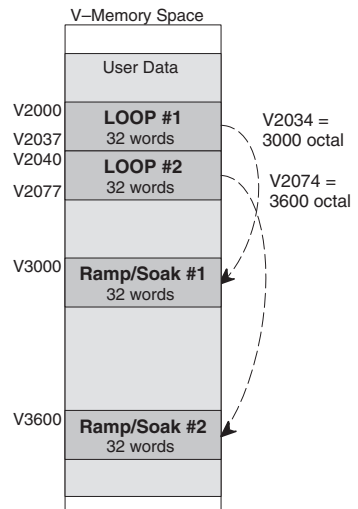 V–Memory Space
User Data
V2000
LOOP #1
V2037
32 words
V2040
LOOP #2
V2077
32 words
V2034 =
3000 octal
V2074 =
3600 octal
V3000
Ramp/Soak #1
32 words
V3600
Ramp/Soak #2
32 words